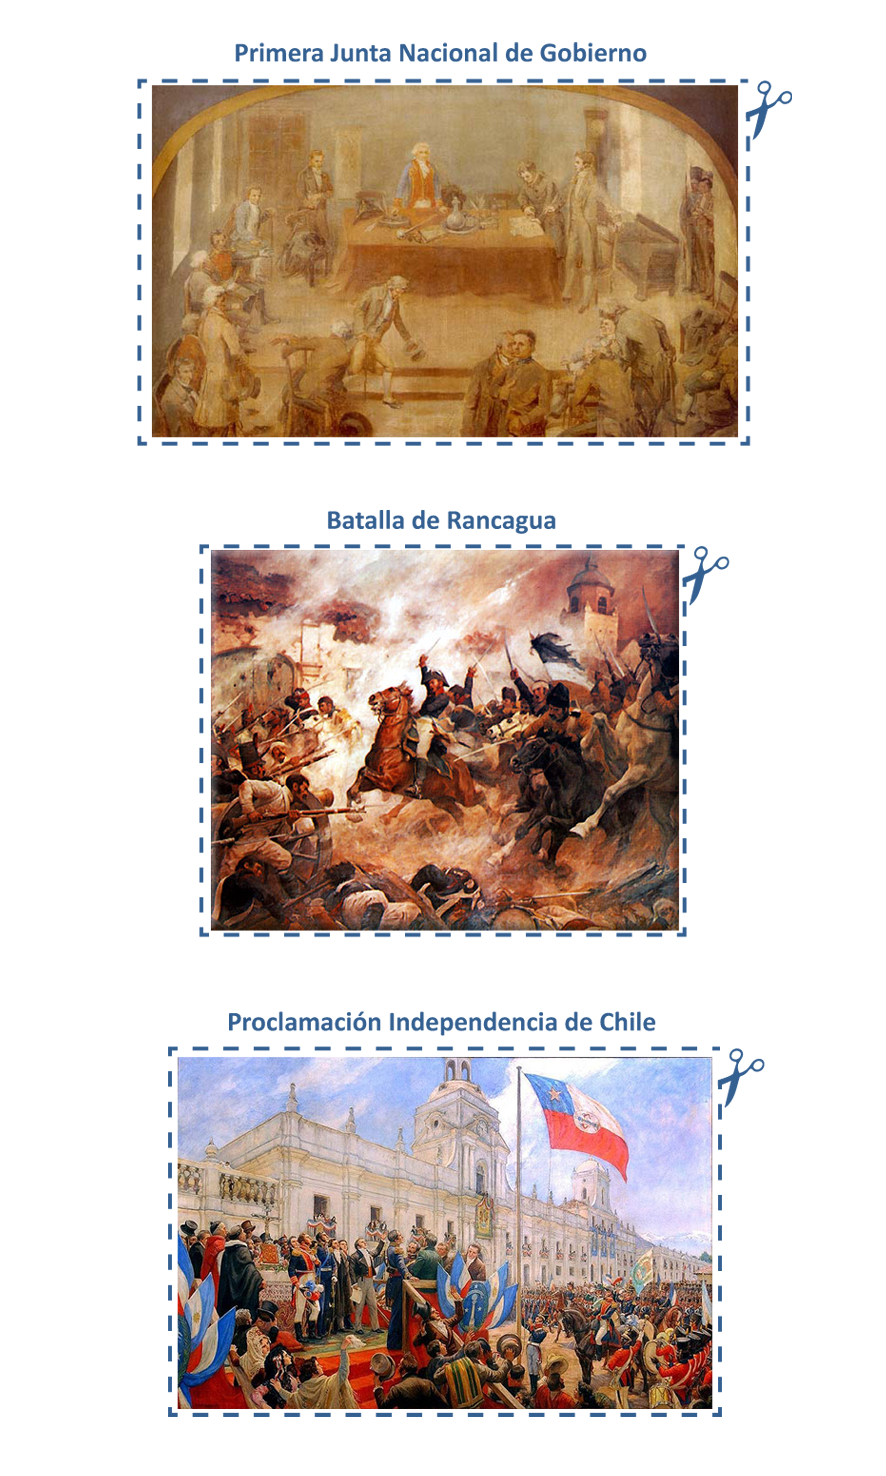 Primera Junta Nacional de Gobierno
Batalla de Rancagua
Proclamación Independencia de Chile